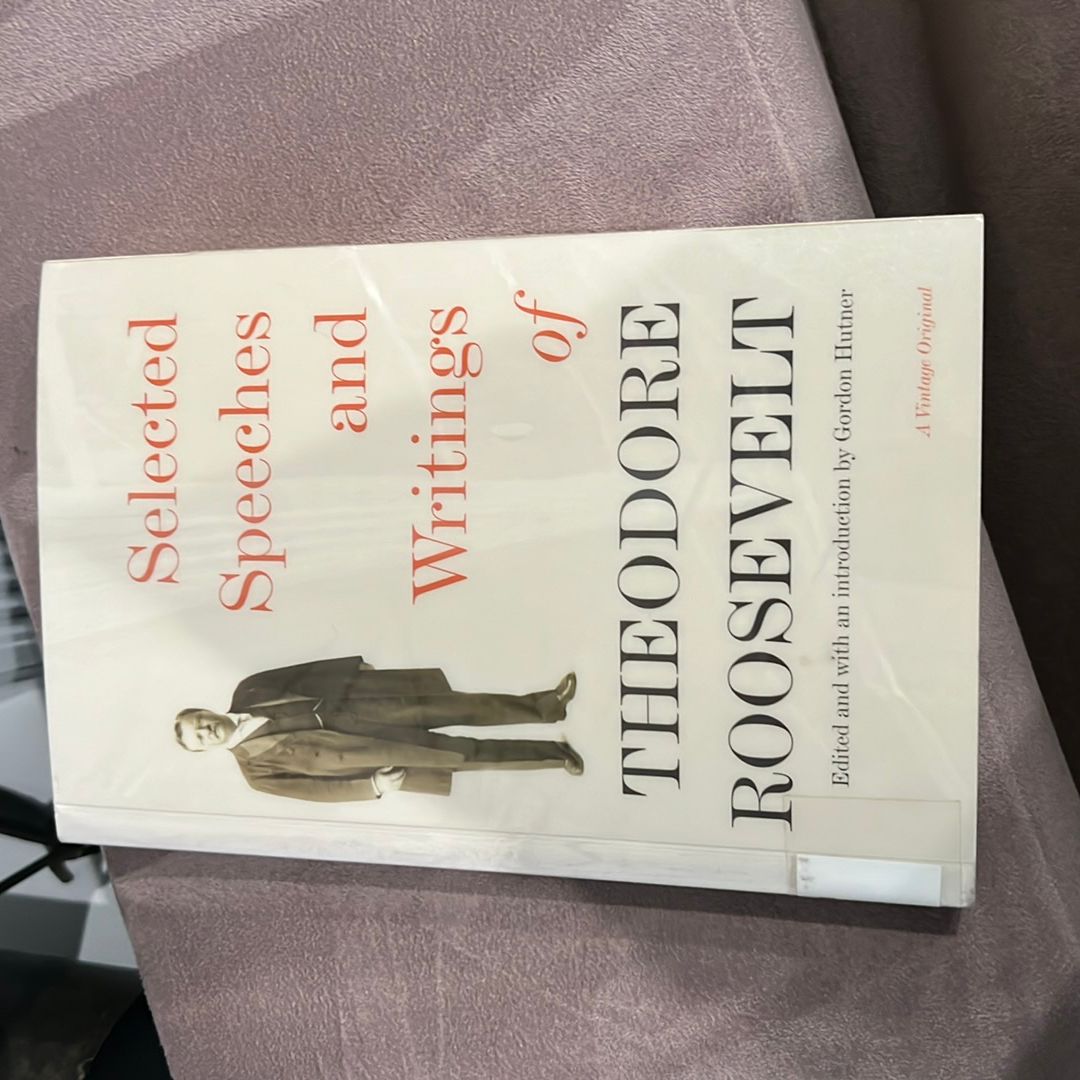 Selected
Speeches
and
Writings
of
THEODORE
ROOSEVELT
Edited and with an introduction by Gordon Hutner
A Vintage Original